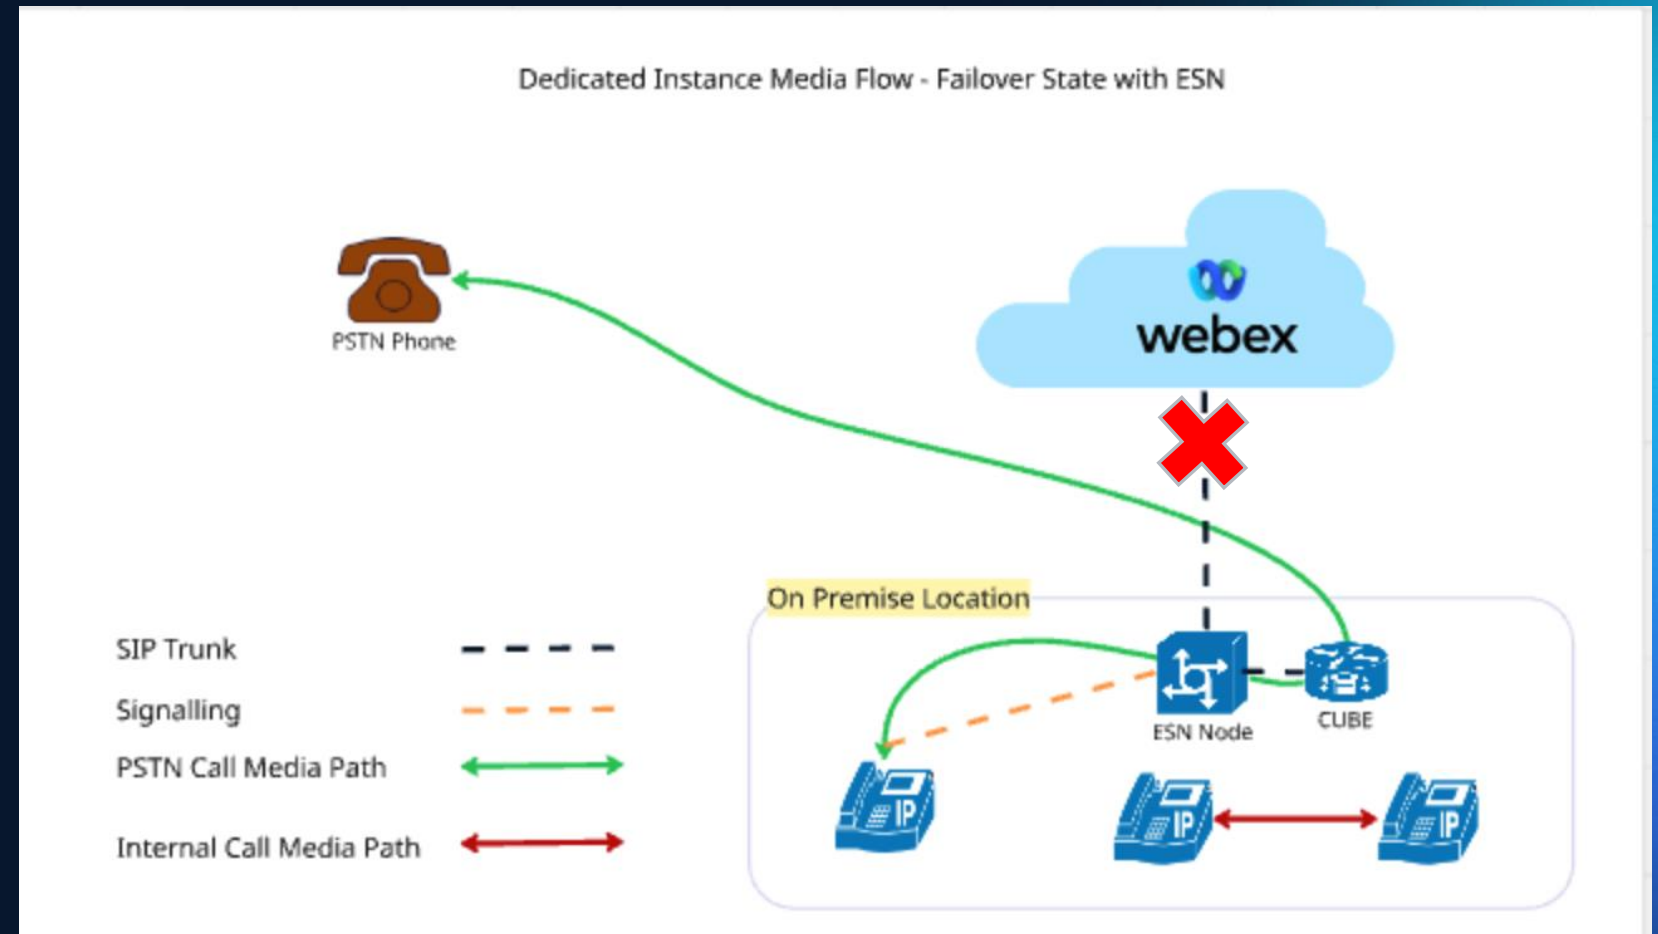 Dedicated Instance Media Flow - Failover State with ESN
webex
PSTN Phone
On Premise Location
SIP Trunk
Signalling
PSTN Call Media Path
Internal Call Media Path
ESN Node
CUBE
IP
IP
IP